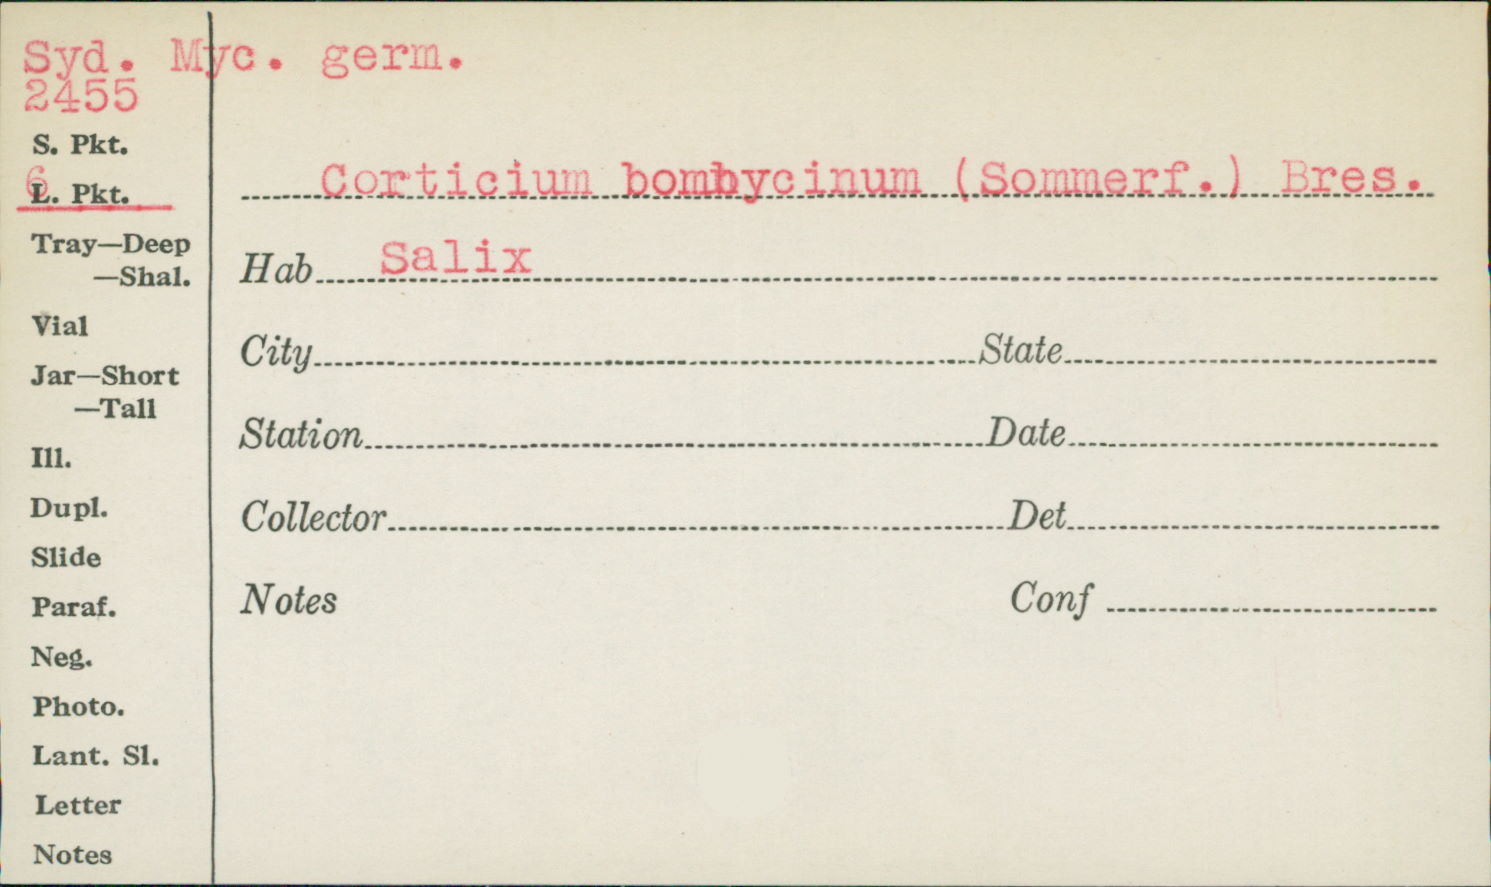 Syd. Myc. germ.
2455
S. Pkt.
6
L. Pkt.
Corticium bombycinum (Sommerf.) Bres.
Tray—Deep
—Shal.
Hab Salix
Vial
City State
Jar—Short
—Tall
Station Date
Ill.
Dupl.
Collector Det
Slide
Paraf.
Notes Conf
Neg.
Photo.
Lant. Sl.
Letter
Notes